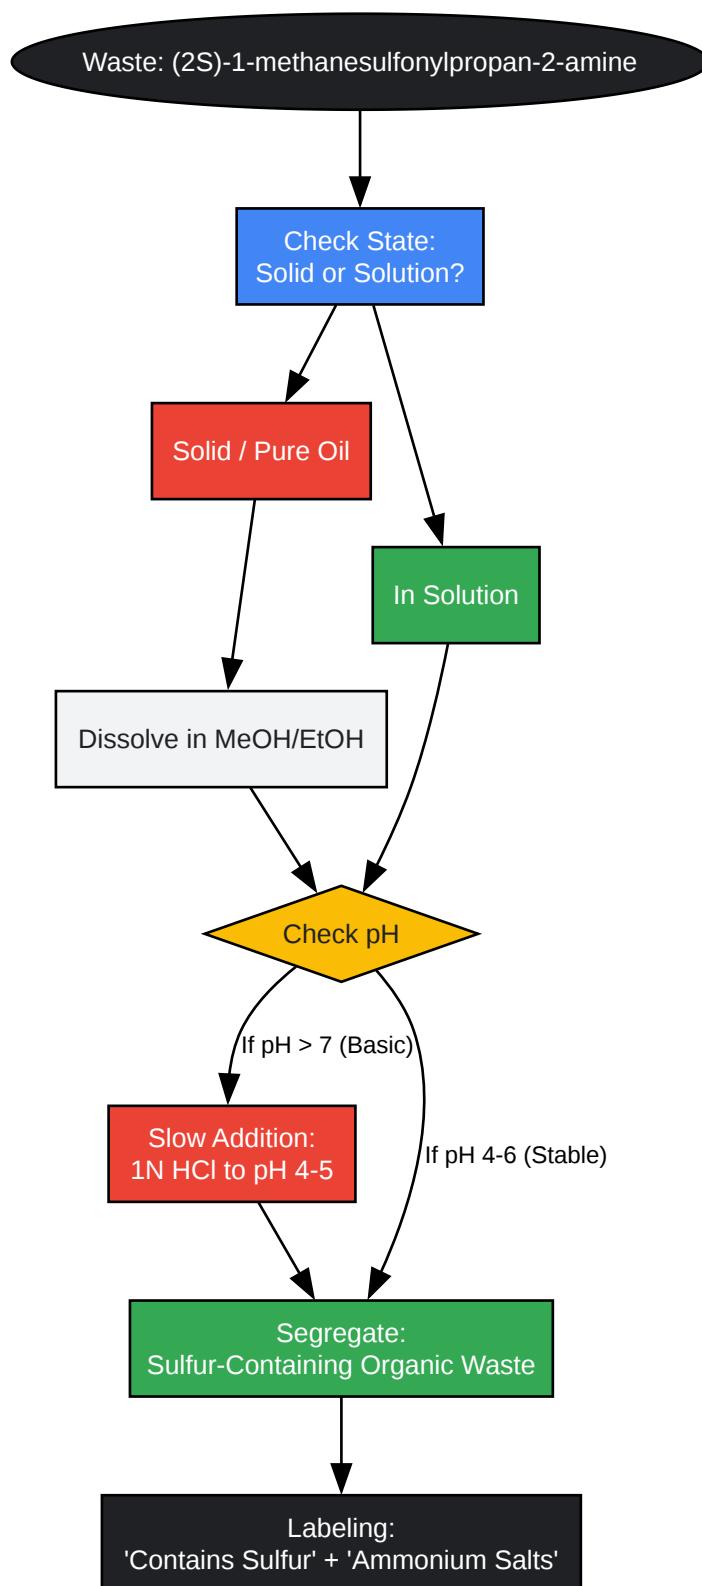 Waste: (2S)-1-methanesulfonylpropan-2-amine
Check State:
Solid or Solution?
Solid / Pure Oil
In Solution
Dissolve in MeOH/EtOH
Check pH
If pH > 7 (Basic)
Slow Addition:
1N HCl to pH 4-5
If pH 4-6 (Stable)
Segregate:
Sulfur-Containing Organic Waste
Labeling:
'Contains Sulfur' + 'Ammonium Salts'